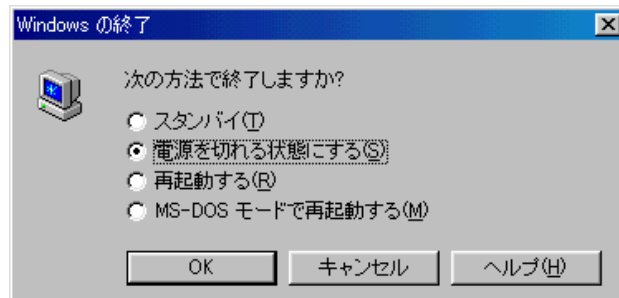 Windows の終了
次の方法で終了しますか?
スタンバイ(T)
電源を切れる状態にする(S)
再起動する(R)
MS-DOS モードで再起動する(M)
OK キャンセル ヘルプ(H)